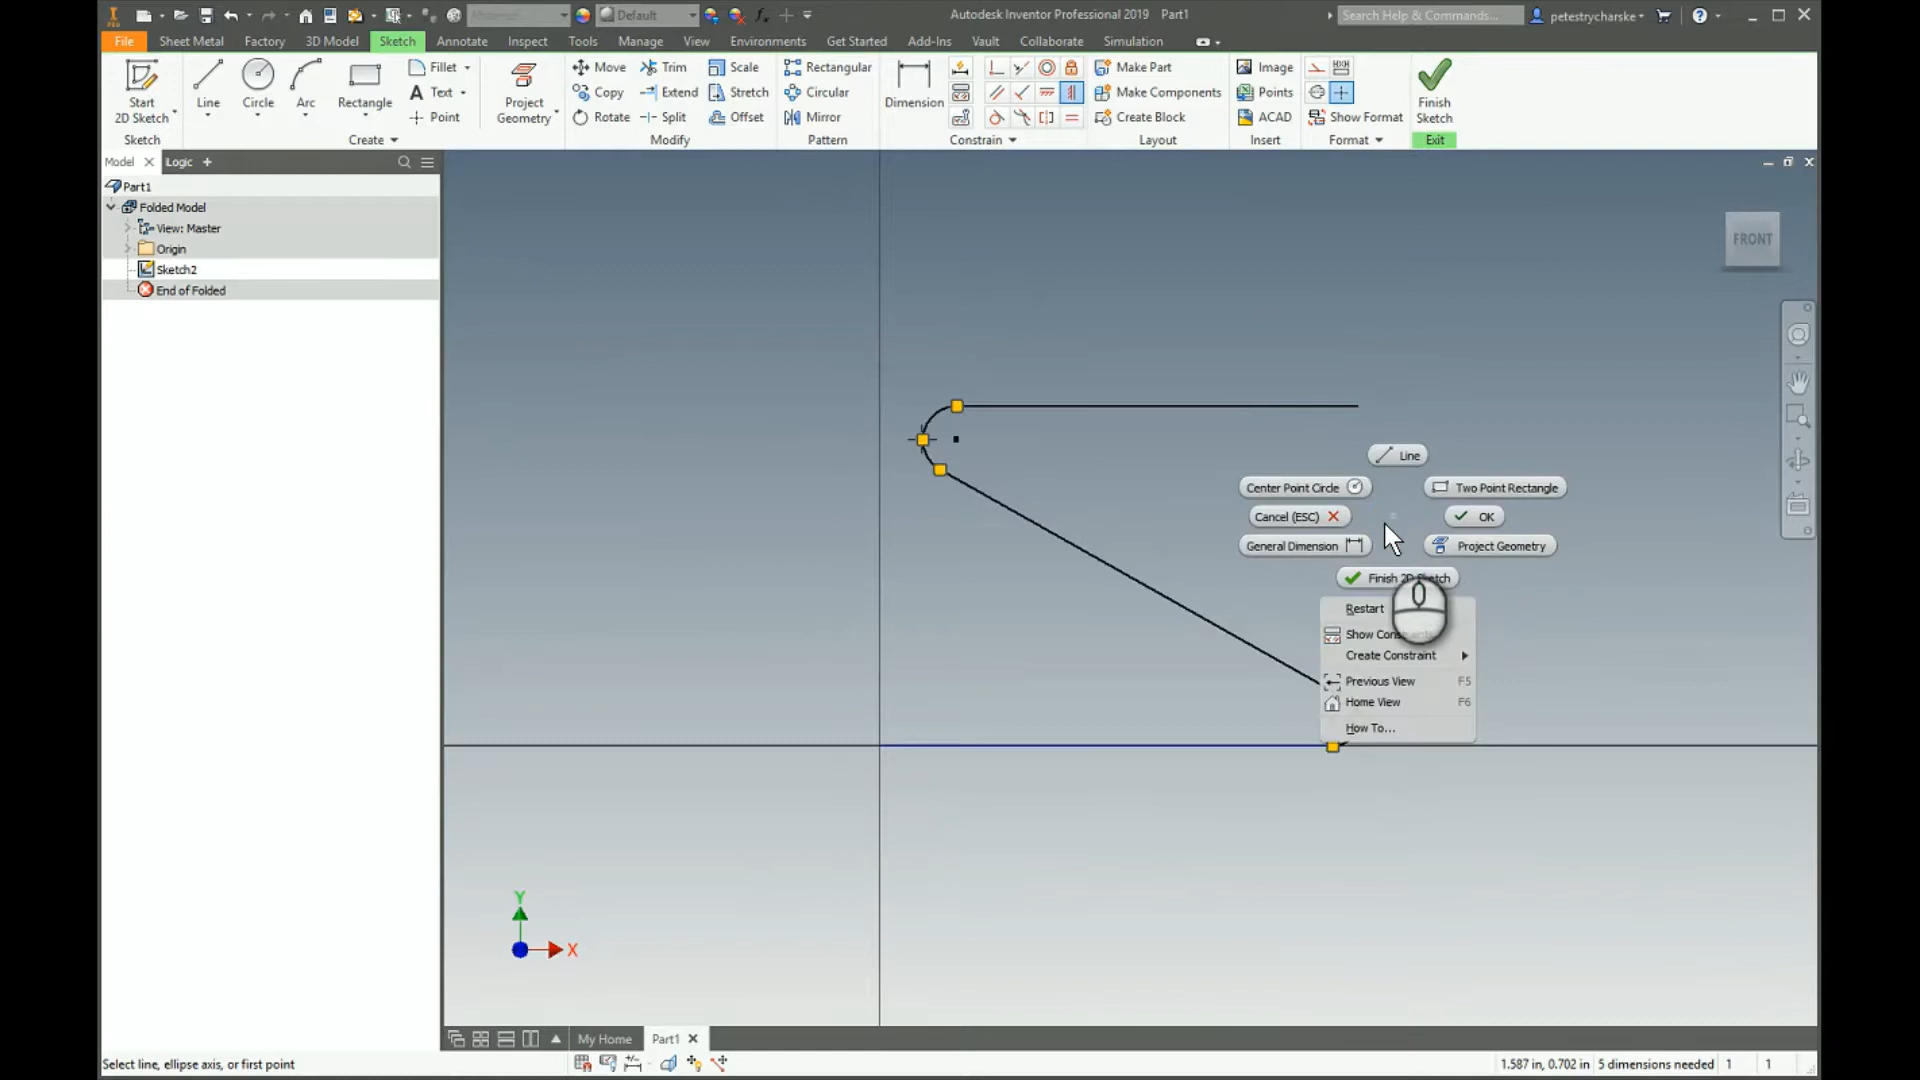 PRO
Material
Default
Autodesk Inventor Professional 2019 Part1
Search Help & Commands...
petestrycharske
File
Sheet Metal
Factory
3D Model
Sketch
Annotate
Inspect
Tools
Manage
View
Environments
Get Started
Add-Ins
Vault
Collaborate
Simulation
Start
2D Sketch
Line
Circle
Arc
Rectangle
Fillet
Text
Point
Project
Geometry
Move
Trim
Scale
Copy
Extend
Stretch
Rotate
Split
Offset
Rectangular
Circular
Mirror
Dimension
Make Part
Make Components
Create Block
Image
Points
ACAD
Show Format
Finish
Sketch
Sketch
Create
Modify
Pattern
Constrain
Layout
Insert
Format
Exit
Model
Logic
Part1
Folded Model
View: Master
Origin
Sketch2
End of Folded
FRONT
Line
Center Point Circle
Two Point Rectangle
Cancel (ESC)
OK
General Dimension
Project Geometry
Restart
Create Constraint
Previous View F5
Home View F6
How To...
Y
X
My Home
Part1
Select line, ellipse axis, or first point
1.587 in, 0.702 in 5 dimensions needed 1 1